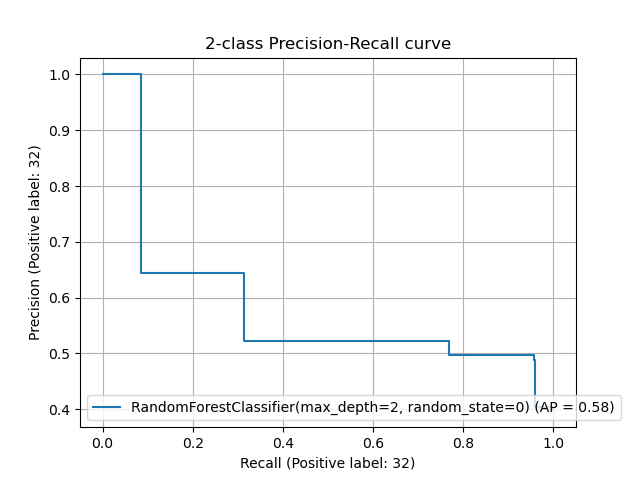 2-class Precision-Recall curve
Precision (Positive label: 32)
1.0
0.9
0.8
0.7
0.6
0.5
0.4
RandomForestClassifier(max_depth=2, random_state=0) (AP = 0.58)
0.0 0.2 0.4 0.6 0.8 1.0
Recall (Positive label: 32)